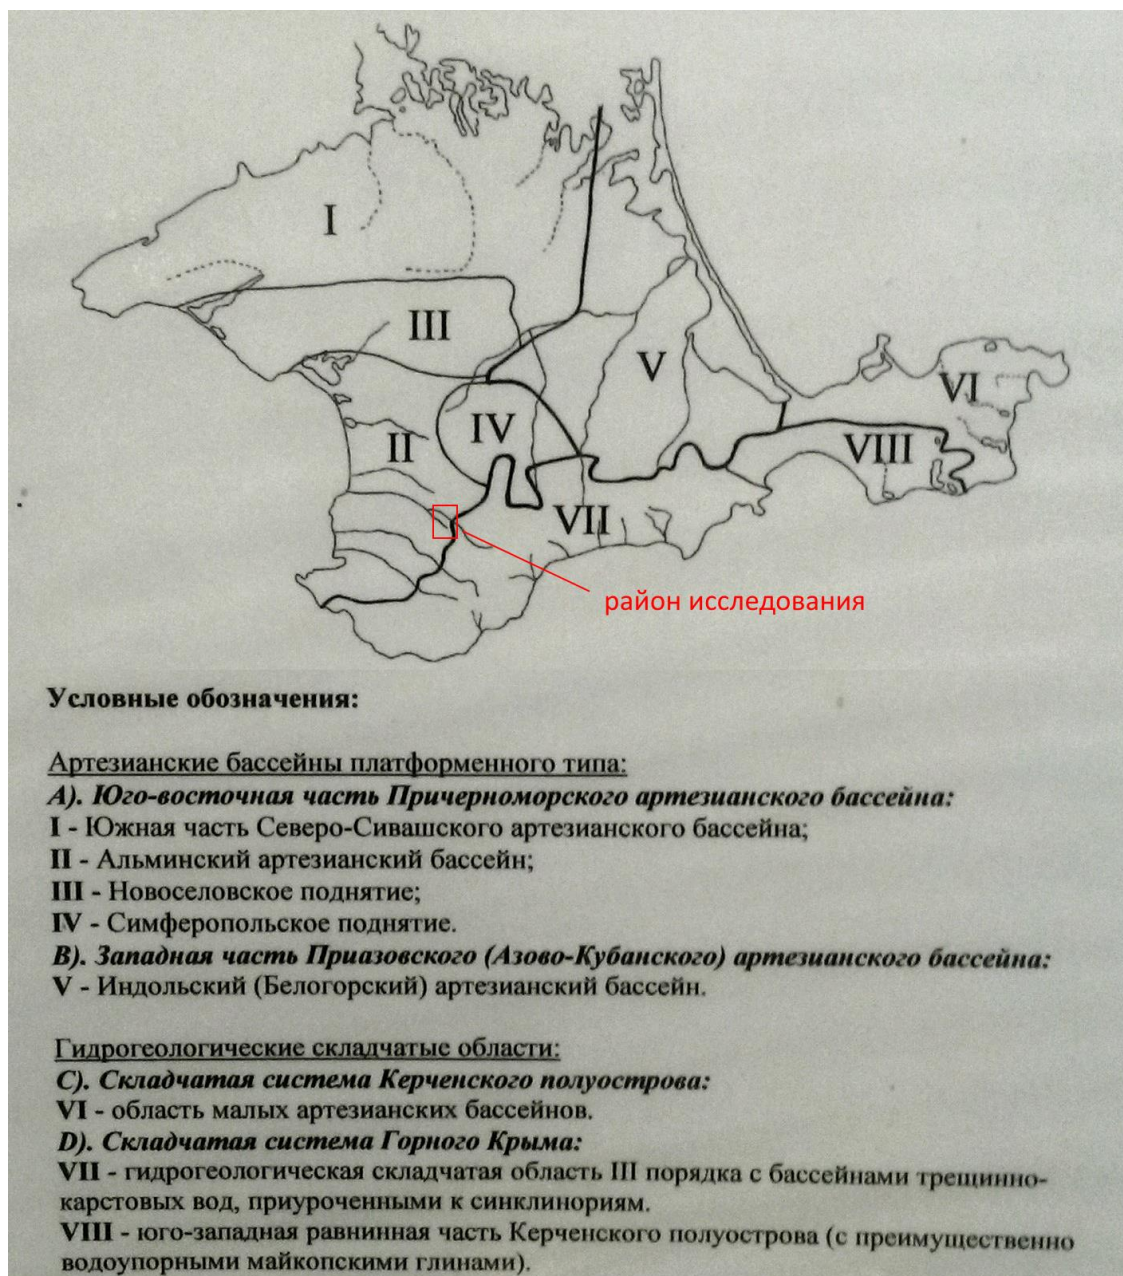 I
III
V
VI
IV
II
VIII
VII
район исследования
Условные обозначения:
Артезианские бассейны платформенного типа:
А). Юго-восточная часть Причерноморского артезианского бассейна:
I - Южная часть Северо-Сивашского артезианского бассейна;
II - Альминский артезианский бассейн;
III - Новоселовское поднятие;
IV - Симферопольское поднятие.
В). Западная часть Приазовского (Азово-Кубанского) артезианского бассейна:
V - Индольский (Белогорский) артезианский бассейн.
Гидрогеологические складчатые области:
С). Складчатая система Керченского полуострова:
VI - область малых артезианских бассейнов.
D). Складчатая система Горного Крыма:
VII - гидрогеологическая складчатая область III порядка с бассейнами трещинно-
карстовых вод, приуроченными к синклинориям.
VIII - юго-западная равнинная часть Керченского полуострова (с преимущественно
водоупорными майкопскими глинами).